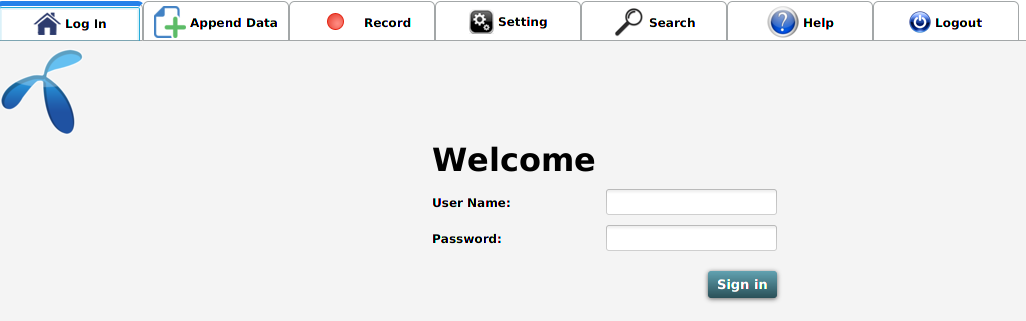 Log In Append Data Record Setting Search Help Logout
Welcome
User Name:
Password:
Sign in